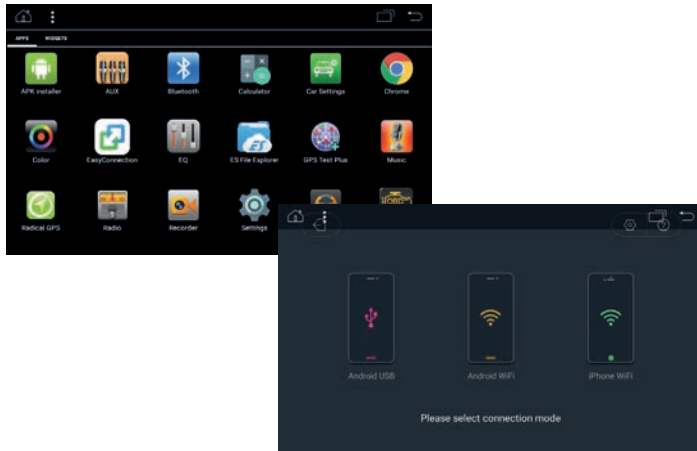 APPS WIDGETS
APK installer AUX Bluetooth Calculator Car Settings Chrome
Color EasyConnection EQ ES File Explorer GPS Test Plus Music
Radical GPS Radio Recorder Settings
Android USB Android WiFi iPhone WiFi
Please select connection mode